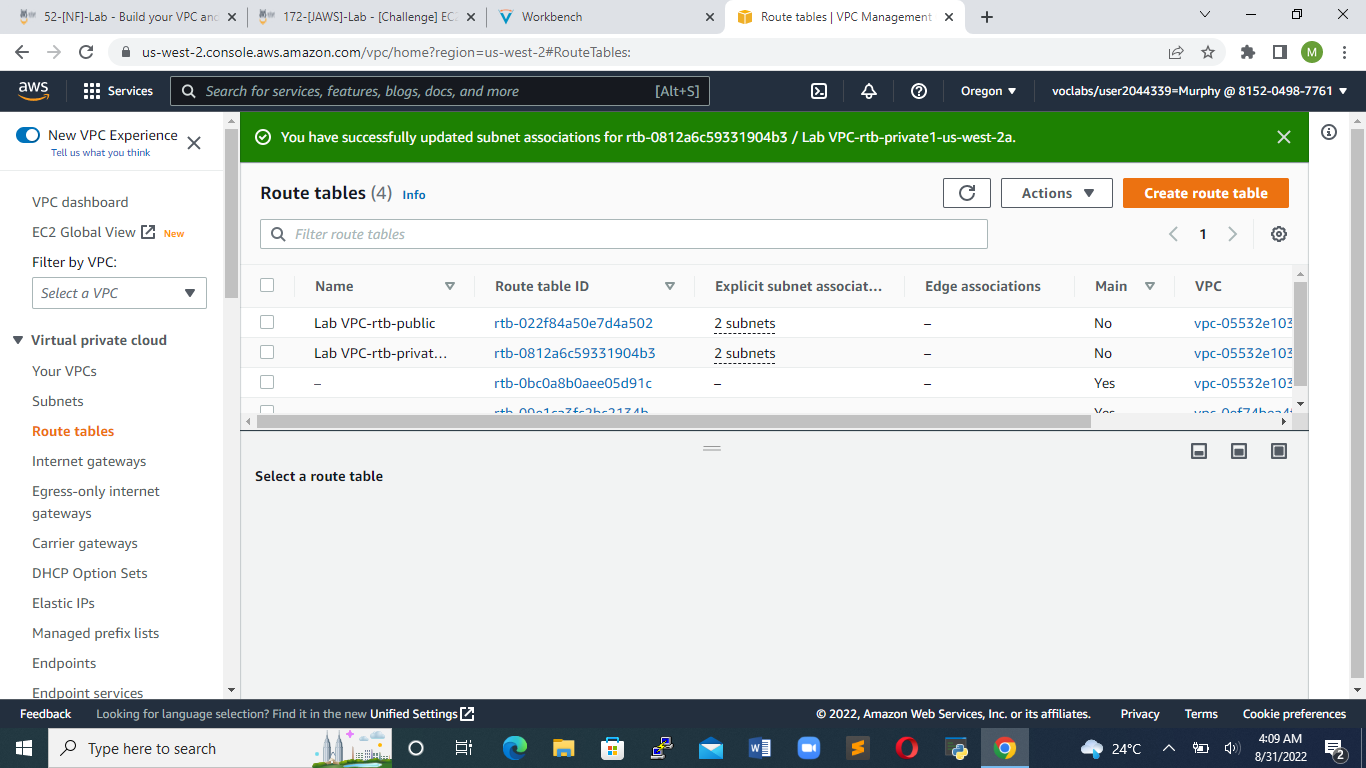 52-[NF]-Lab - Build your VPC and
172-[JAWS]-Lab - [Challenge] EC2
Workbench
Route tables | VPC Management
us-west-2.console.aws.amazon.com/vpc/home?region=us-west-2#RouteTables:
M
aws
Services
Search for services, features, blogs, docs, and more
[Alt+S]
Oregon
voclabs/user2044339=Murphy @ 8152-0498-7761
New VPC Experience
Tell us what you think
You have successfully updated subnet associations for rtb-0812a6c59331904b3 / Lab VPC-rtb-private1-us-west-2a.
VPC dashboard
EC2 Global View New
Filter by VPC:
Select a VPC
Virtual private cloud
Your VPCs
Subnets
Route tables
Internet gateways
Egress-only internet
gateways
Carrier gateways
DHCP Option Sets
Elastic IPs
Managed prefix lists
Endpoints
Endpoint services
Route tables (4) Info
Actions
Create route table
Filter route tables
1
Name Route table ID Explicit subnet associat... Edge associations Main VPC
Lab VPC-rtb-public rtb-022f84a50e7d4a502 2 subnets – No vpc-05532e103
Lab VPC-rtb-privat... rtb-0812a6c59331904b3 2 subnets – No vpc-05532e103
– rtb-0bc0a8b0aee05d91c – – Yes vpc-05532e103
Yes
Select a route table
Feedback
Looking for language selection? Find it in the new Unified Settings
© 2022, Amazon Web Services, Inc. or its affiliates.
Privacy
Terms
Cookie preferences
Type here to search
24°C
4:09 AM
8/31/2022
2